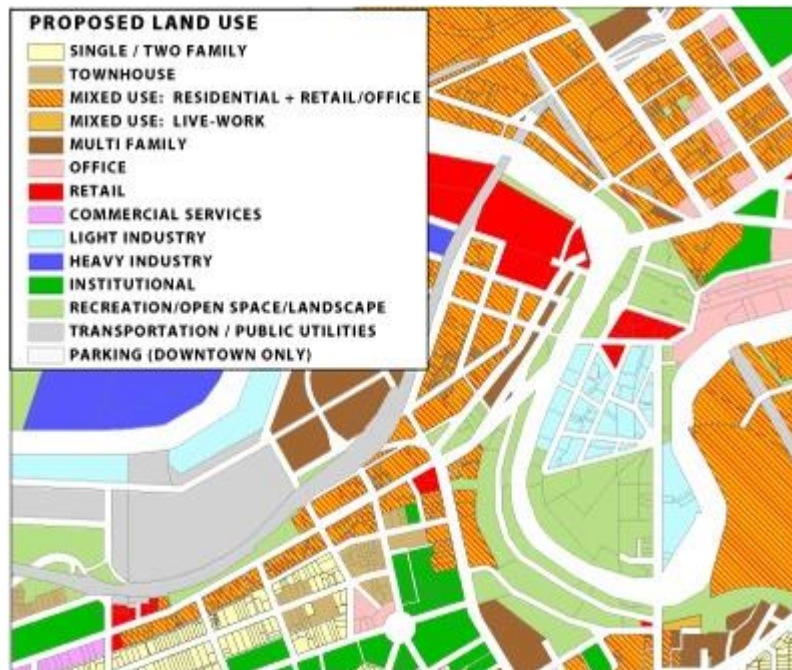 PROPOSED LAND USE
SINGLE / TWO FAMILY
TOWNHOUSE
MIXED USE: RESIDENTIAL + RETAIL/OFFICE
MIXED USE: LIVE-WORK
MULTI FAMILY
OFFICE
RETAIL
COMMERCIAL SERVICES
LIGHT INDUSTRY
HEAVY INDUSTRY
INSTITUTIONAL
RECREATION/OPEN SPACE/LANDSCAPE
TRANSPORTATION / PUBLIC UTILITIES
PARKING (DOWNTOWN ONLY)